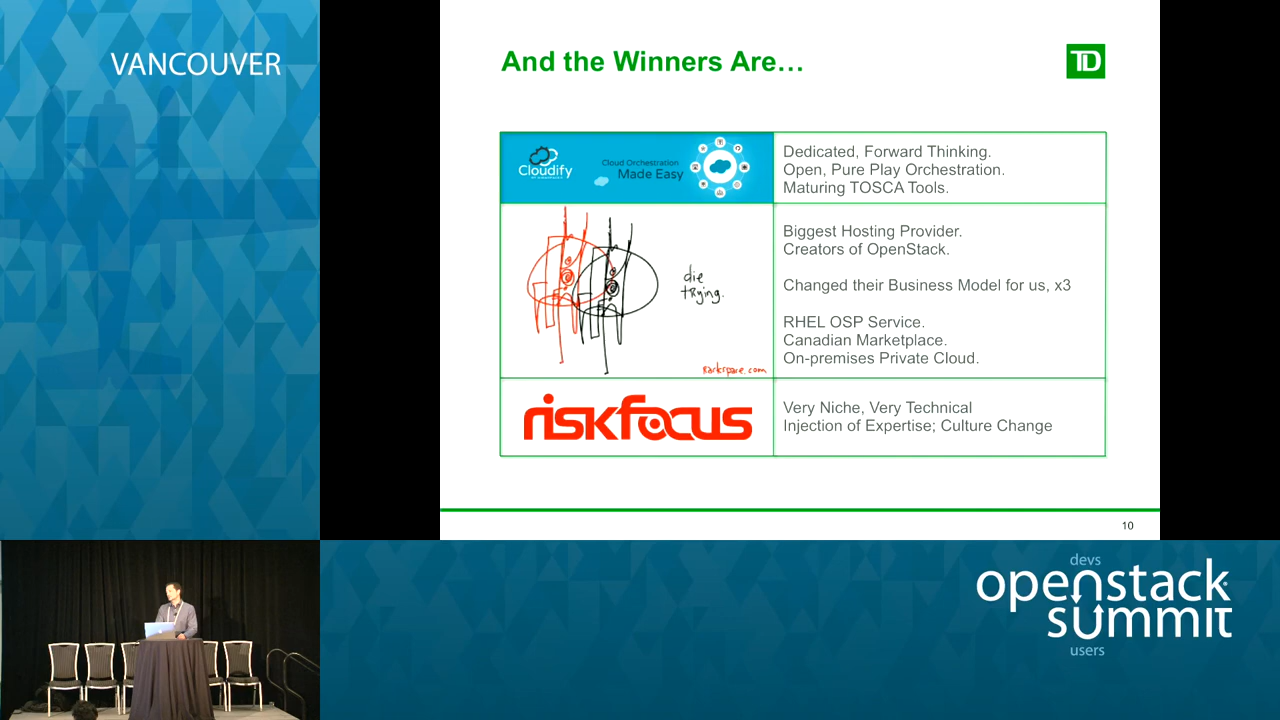 VANCOUVER
And the Winners Are…
TD
Cloudify
Cloud Orchestration
Made Easy
Dedicated, Forward Thinking.
Open, Pure Play Orchestration.
Maturing TOSCA Tools.
die
trying.
Biggest Hosting Provider.
Creators of OpenStack.
Changed their Business Model for us, x3
RHEL OSP Service.
Canadian Marketplace.
On-premises Private Cloud.
riskfocus
Very Niche, Very Technical
Injection of Expertise; Culture Change
10
devs
openstack
summit
users